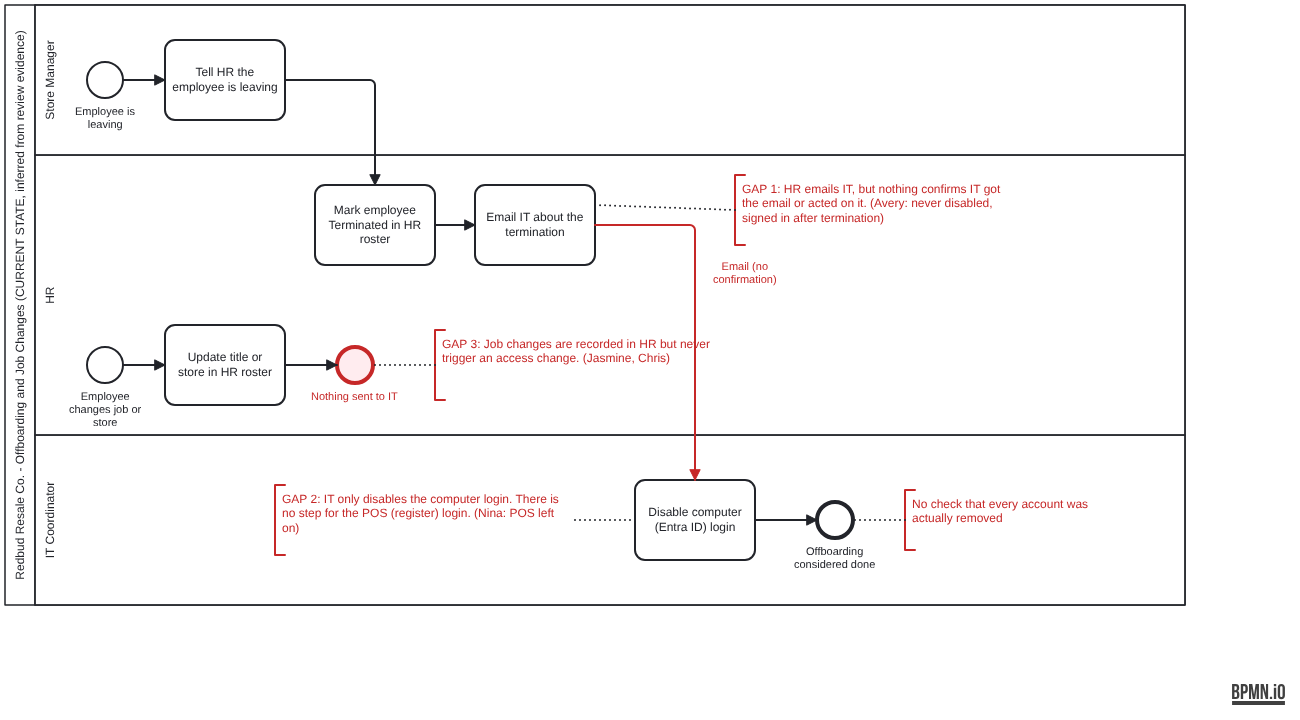 Redbud Resale Co. - Offboarding and Job Changes (CURRENT STATE, inferred from review evidence)
Store Manager
Employee is
leaving
Tell HR the
employee is leaving
HR
Mark employee
Terminated in HR
roster
Email IT about the
termination
GAP 1: HR emails IT, but nothing confirms IT got
the email or acted on it. (Avery: never disabled,
signed in after termination)
Email (no
confirmation)
Employee
changes job or
store
Update title or
store in HR roster
Nothing sent to IT
GAP 3: Job changes are recorded in HR but never
trigger an access change. (Jasmine, Chris)
IT Coordinator
GAP 2: IT only disables the computer login. There is
no step for the POS (register) login. (Nina: POS left
on)
Disable computer
(Entra ID) login
Offboarding
considered done
No check that every account was
actually removed
BPMN.iO